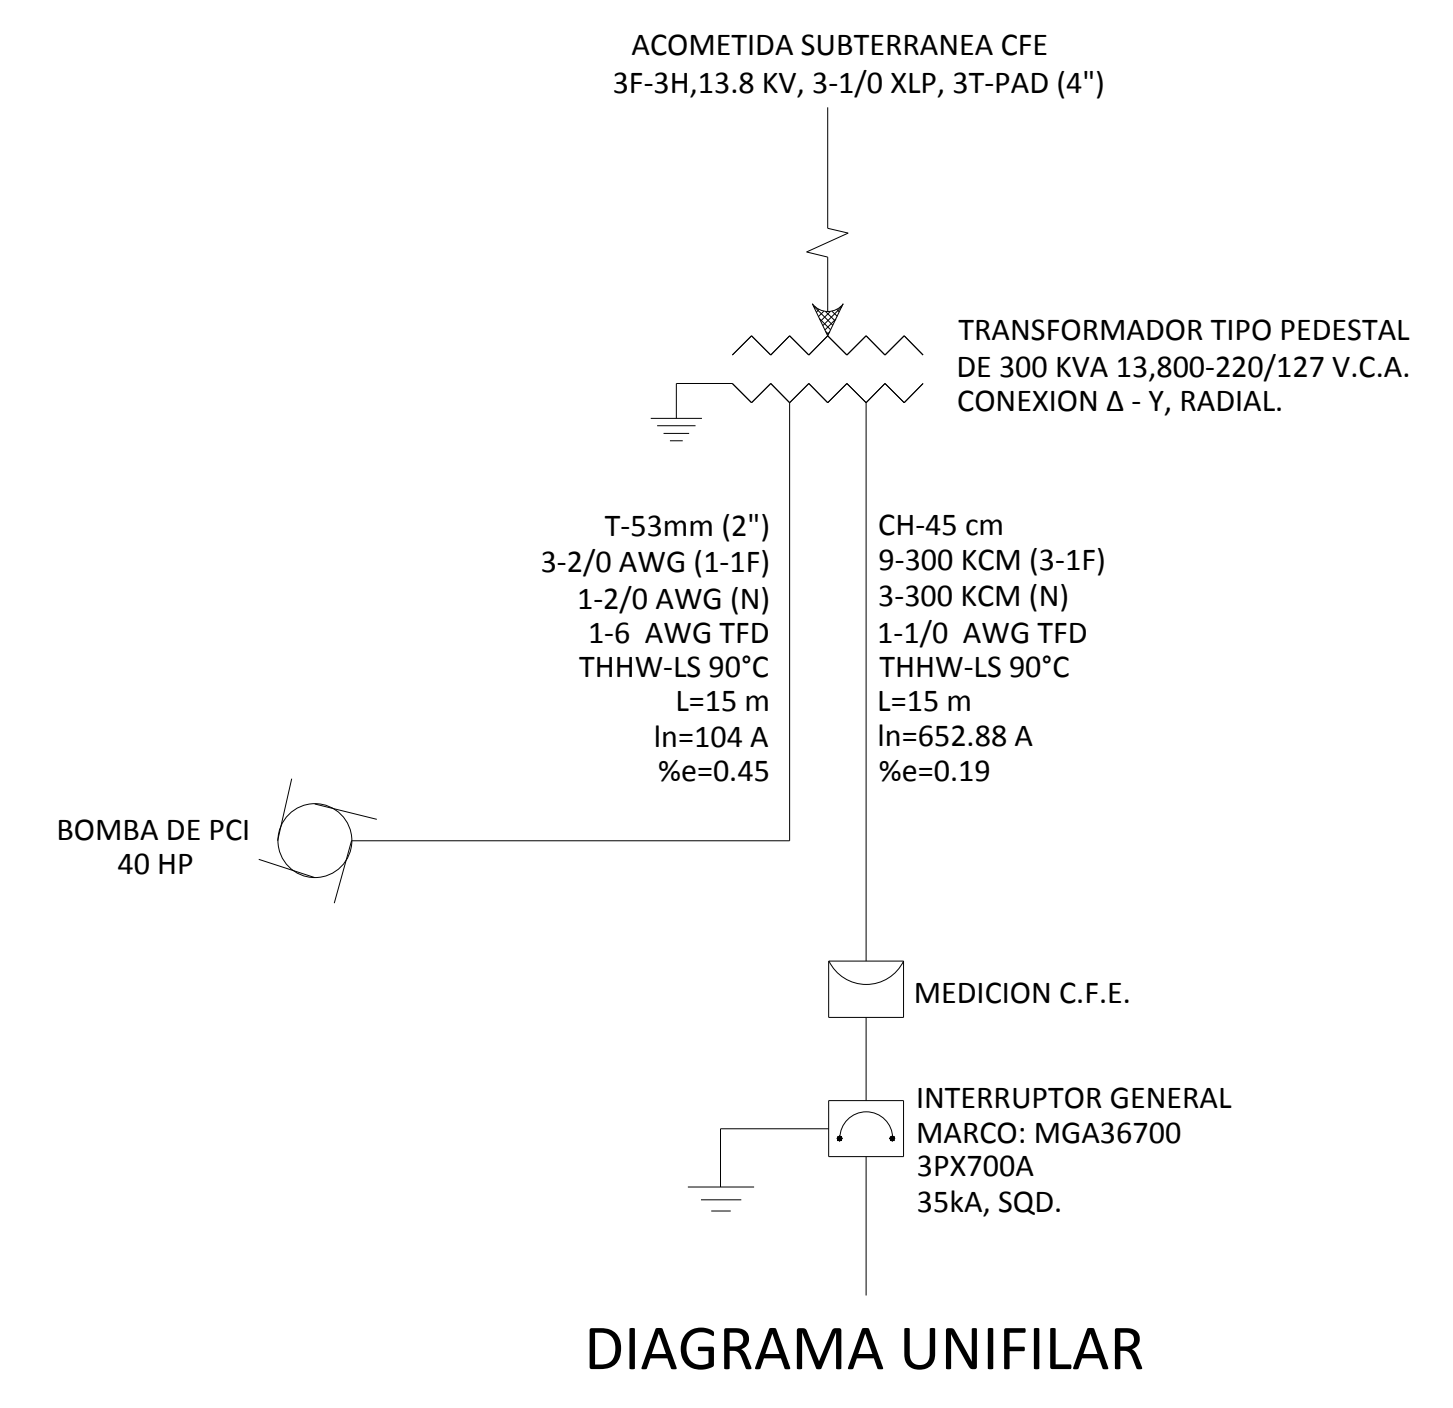 ACOMETIDA SUBTERRANEA CFE
3F-3H,13.8 KV, 3-1/0 XLP, 3T-PAD (4")
TRANSFORMADOR TIPO PEDESTAL
DE 300 KVA 13,800-220/127 V.C.A.
CONEXION Δ - Y, RADIAL.
T-53mm (2")
3-2/0 AWG (1-1F)
1-2/0 AWG (N)
1-6 AWG TFD
THHW-LS 90°C
L=15 m
In=104 A
%e=0.45
CH-45 cm
9-300 KCM (3-1F)
3-300 KCM (N)
1-1/0 AWG TFD
THHW-LS 90°C
L=15 m
In=652.88 A
%e=0.19
BOMBA DE PCI
40 HP
MEDICION C.F.E.
INTERRUPTOR GENERAL
MARCO: MGA36700
3PX700A
35kA, SQD.
DIAGRAMA UNIFILAR